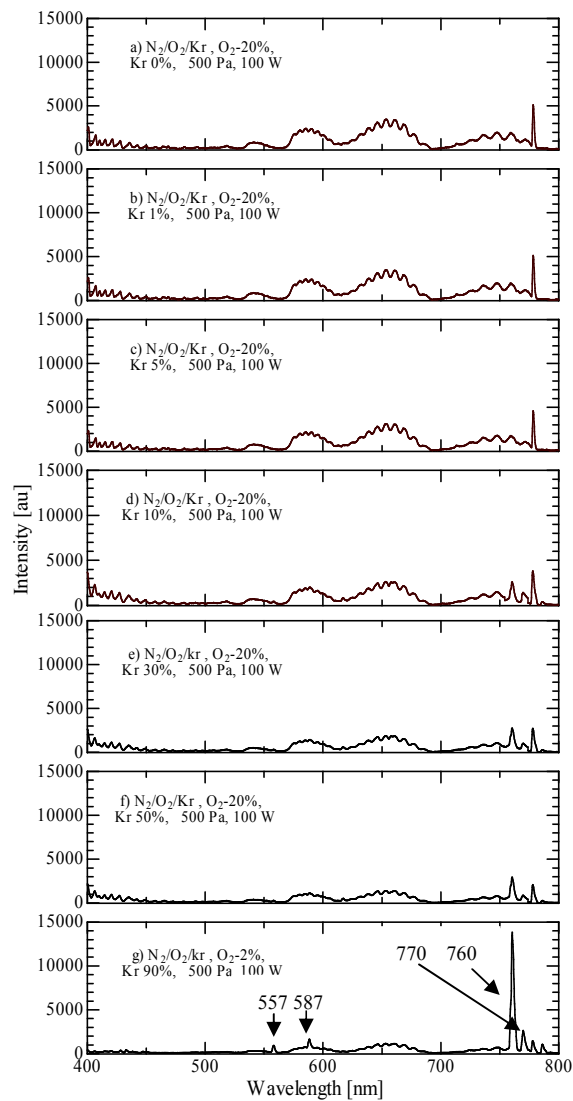 15000
a) N₂/O₂/Kr , O₂-20%,
Kr 0%, 500 Pa, 100 W
10000
5000
0
15000
b) N₂/O₂/Kr , O₂-20%,
Kr 1%, 500 Pa, 100 W
10000
5000
0
15000
c) N₂/O₂/Kr , O₂-20%,
Kr 5%, 500 Pa, 100 W
10000
5000
0
15000
d) N₂/O₂/Kr , O₂-20%,
Kr 10%, 500 Pa, 100 W
10000
5000
0
Intensity [au]
15000
e) N₂/O₂/kr , O₂-20%,
Kr 30%, 500 Pa, 100 W
10000
5000
0
15000
f) N₂/O₂/Kr , O₂-20%,
Kr 50%, 500 Pa, 100 W
10000
5000
0
15000
g) N₂/O₂/kr , O₂-2%,
Kr 90%, 500 Pa, 100 W
770 760
10000
557 587
5000
0
400 500 600 700 800
Wavelength [nm]